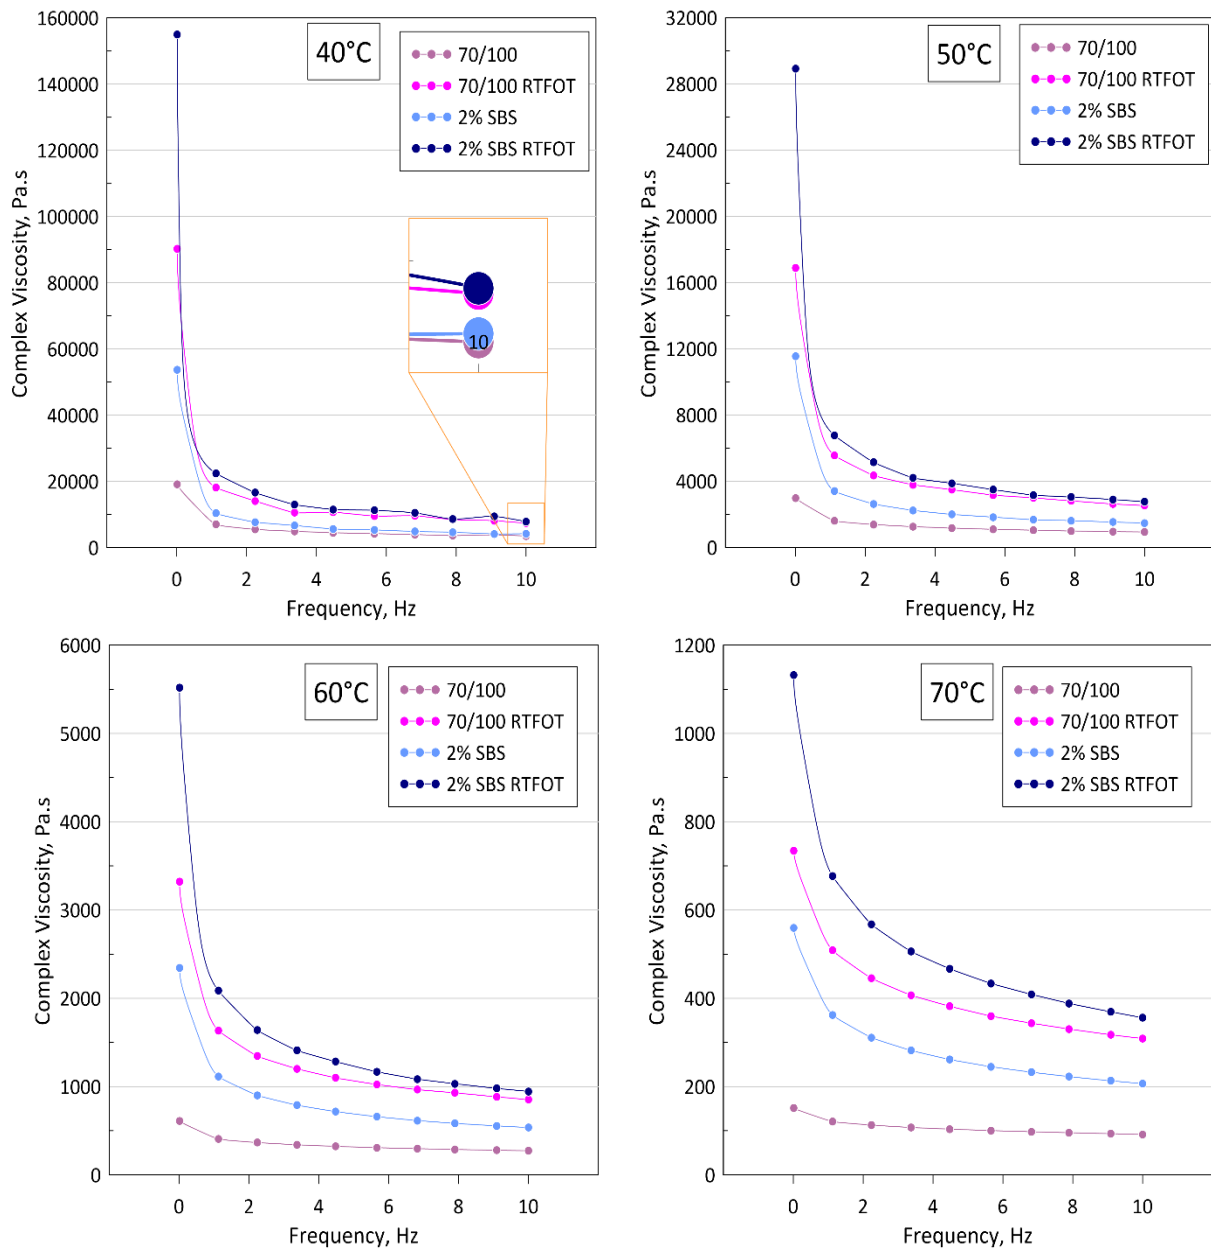 40°C
70/100
70/100 RTFOT
2% SBS
2% SBS RTFOT
160000
140000
120000
100000
80000
60000
40000
20000
0
Complex Viscosity, Pa.s
10
0 2 4 6 8 10
Frequency, Hz
50°C
70/100
70/100 RTFOT
2% SBS
2% SBS RTFOT
32000
28000
24000
20000
16000
12000
8000
4000
0
Complex Viscosity, Pa.s
0 2 4 6 8 10
Frequency, Hz
60°C
70/100
70/100 RTFOT
2% SBS
2% SBS RTFOT
6000
5000
4000
3000
2000
1000
0
Complex Viscosity, Pa.s
0 2 4 6 8 10
Frequency, Hz
70°C
70/100
70/100 RTFOT
2% SBS
2% SBS RTFOT
1200
1000
800
600
400
200
0
Complex Viscosity, Pa.s
0 2 4 6 8 10
Frequency, Hz